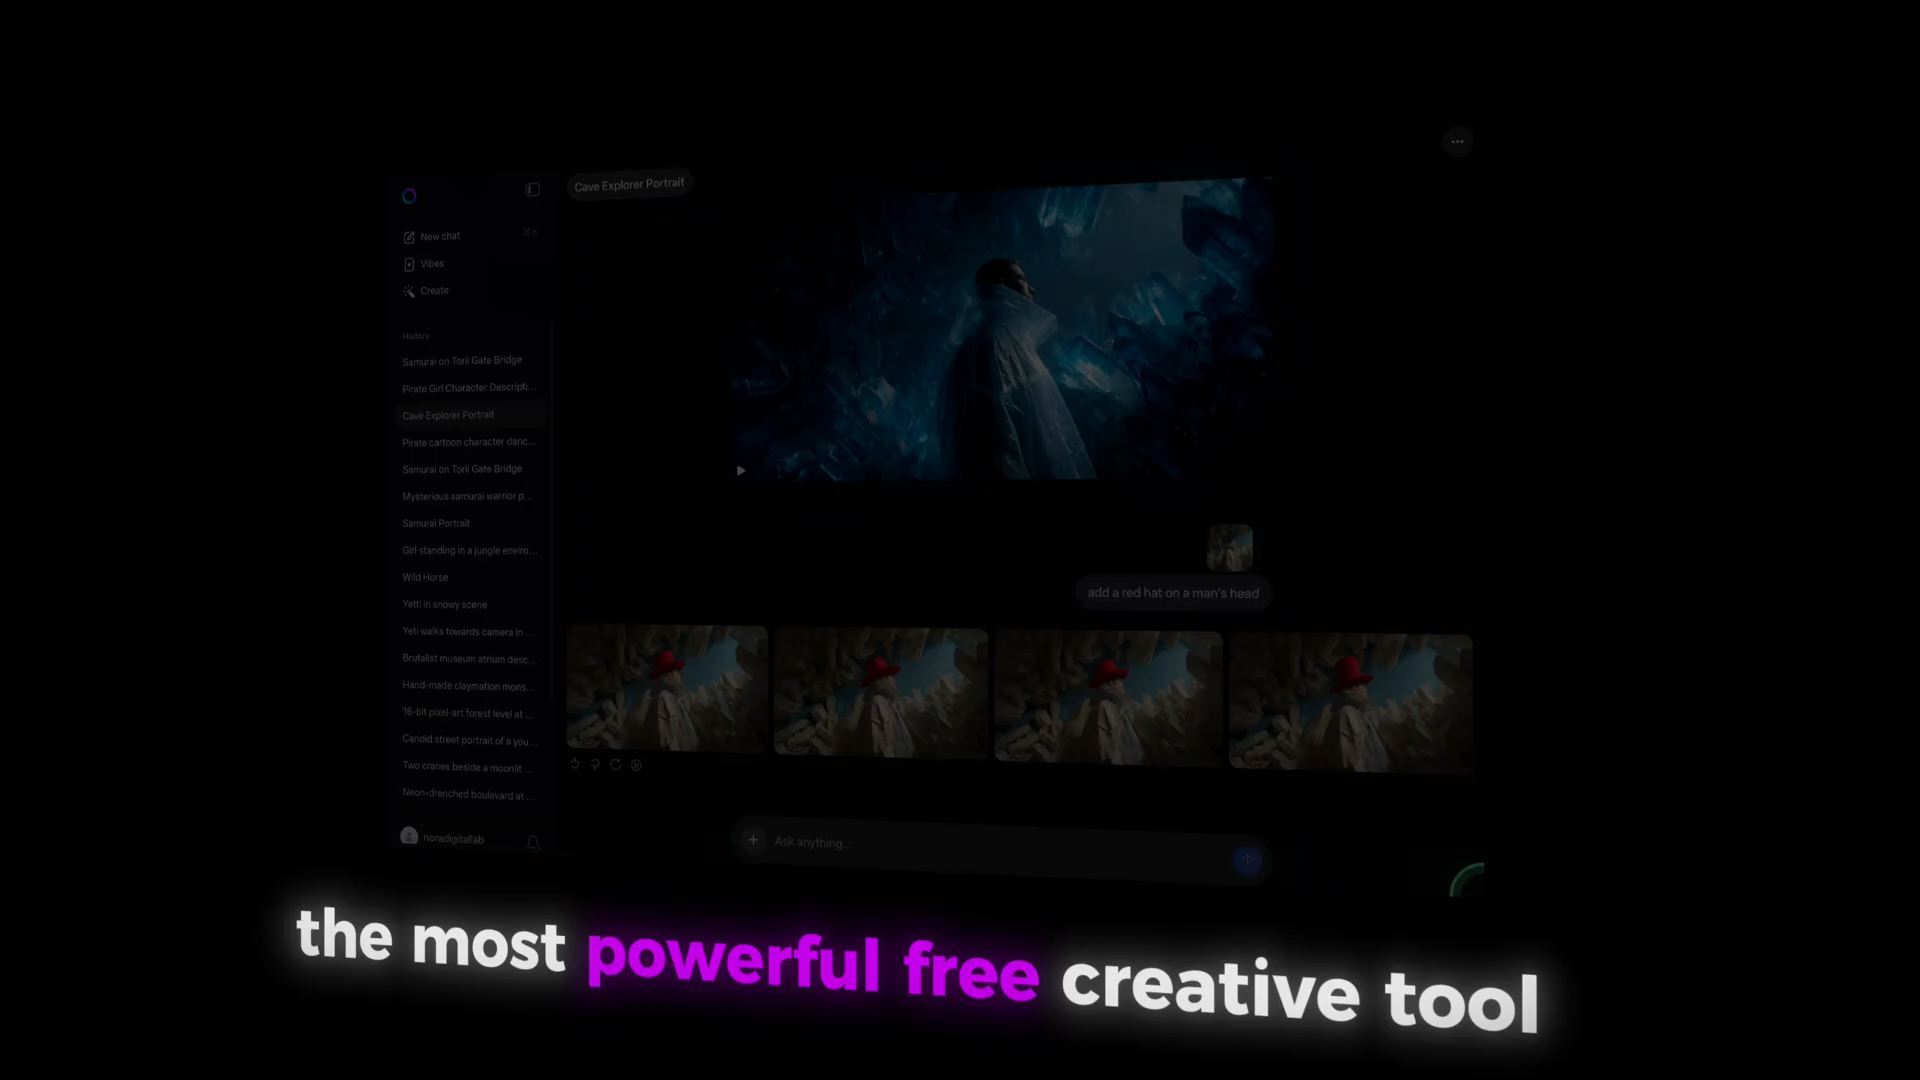 Cave Explorer Portrait
New chat
⌘K
Vibes
Create
History
Samurai on Torii Gate Bridge
Pirate Girl Character Descripti...
Cave Explorer Portrait
Pirate cartoon character danc...
Samurai on Torii Gate Bridge
Mysterious samurai warrior p...
Samurai Portrait
Girl standing in a jungle enviro...
Wild Horse
Yetti in snowy scene
Yeti walks towards camera in ...
Brutalist museum atrium desc...
Hand-made claymation mons...
16-bit pixel-art forest level at ...
Candid street portrait of a you...
Two cranes beside a moonlit ...
Neon-drenched boulevard at ...
noradigitallab
add a red hat on a man's head
Ask anything...
the most powerful free creative tool